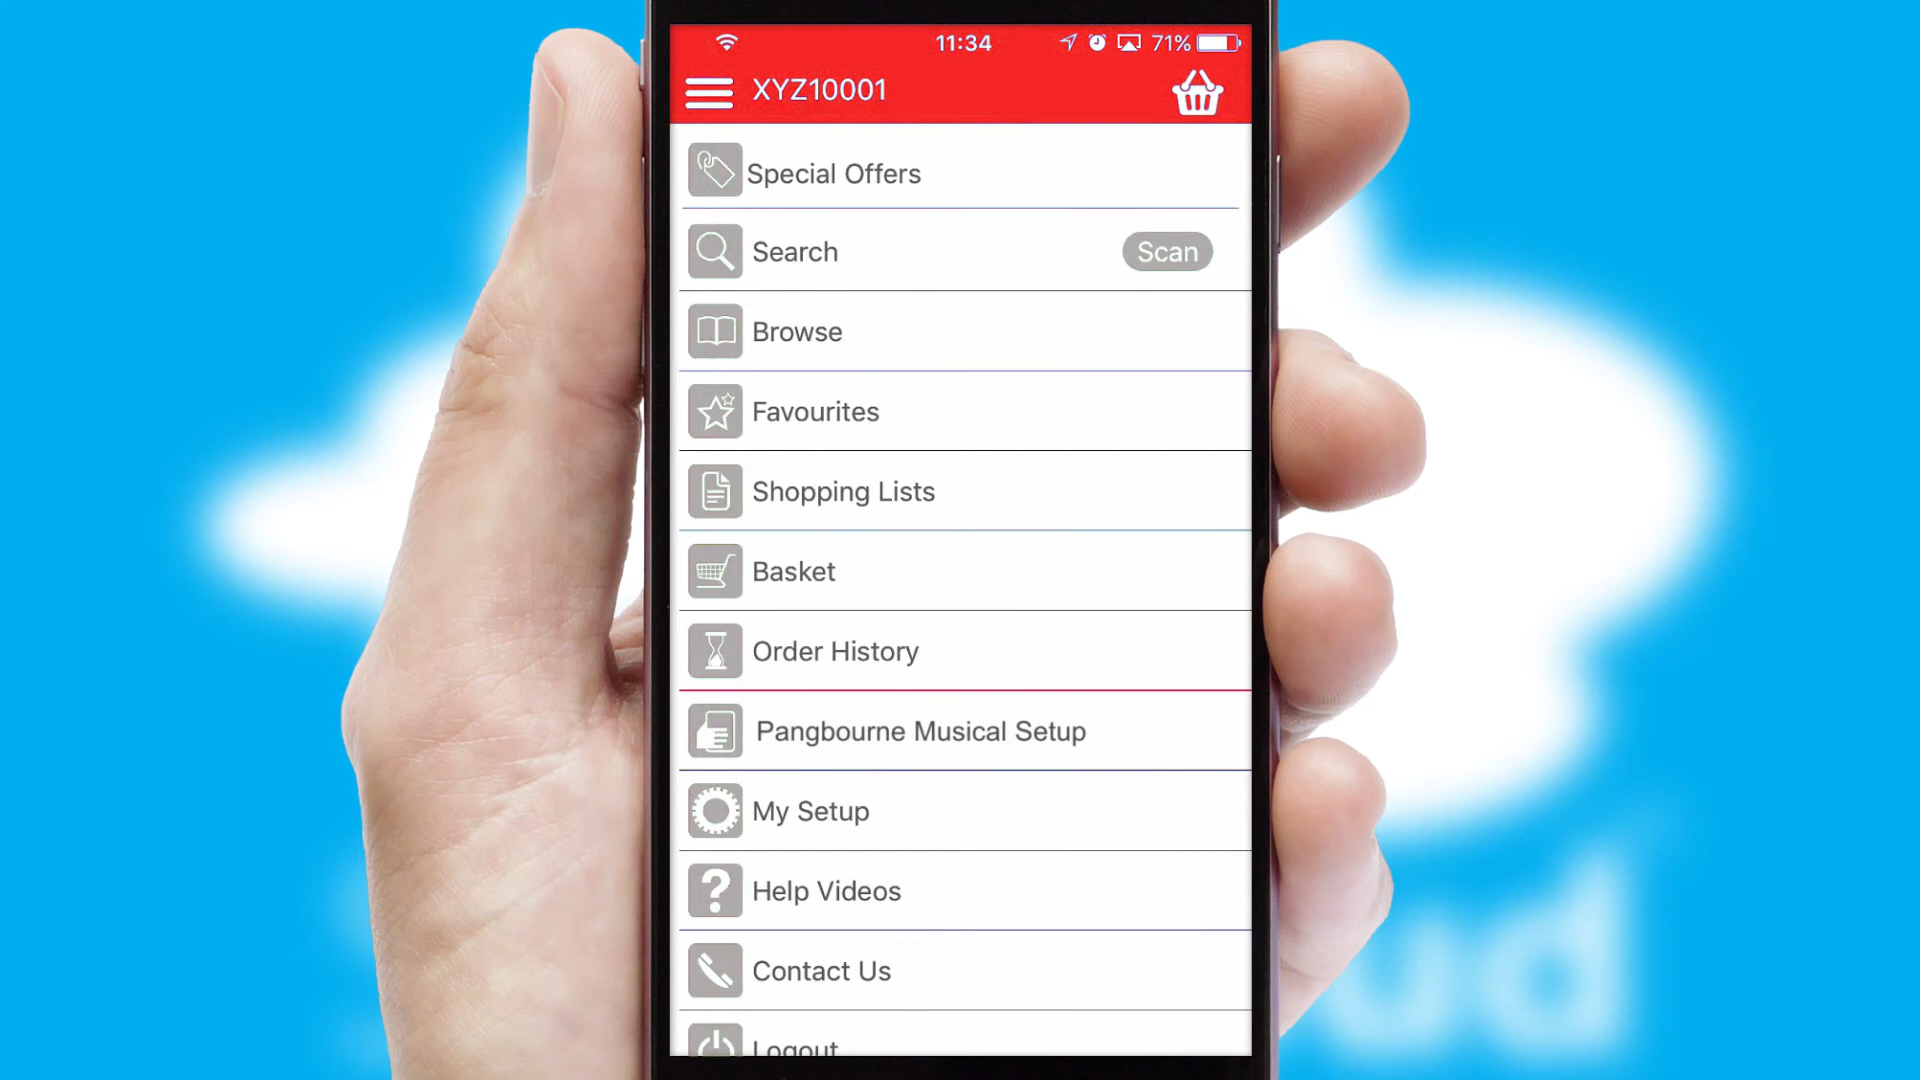 11:34 71%
XYZ10001
Special Offers
Search Scan
Browse
Favourites
Shopping Lists
Basket
Order History
Pangbourne Musical Setup
My Setup
Help Videos
Contact Us
Logout